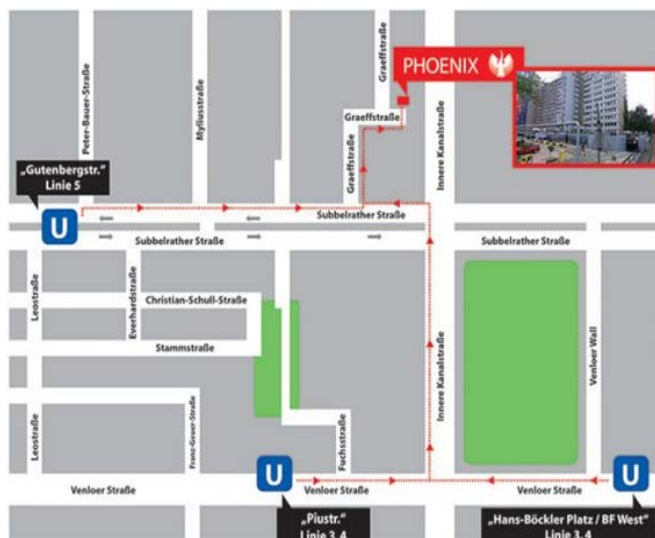 PHOENIX
Graeffstraße
Graeffstraße
Graeffstraße
Peter-Bauer-Straße
Myliusstraße
Innere Kanalstraße
„Gutenbergstr.“
Linie 5
U
Subbelrather Straße
Subbelrather Straße
Subbelrather Straße
Leostraße
Everhardstraße
Christian-Schult-Straße
Stammstraße
Innere Kanalstraße
Venloer Wall
Leostraße
Franz-Geuer-Straße
Fuchsstraße
U
U
Venloer Straße
Venloer Straße
Venloer Straße
„Piustr.“
Linie 3, 4
„Hans-Böckler Platz / BF West“
Linie 3, 4